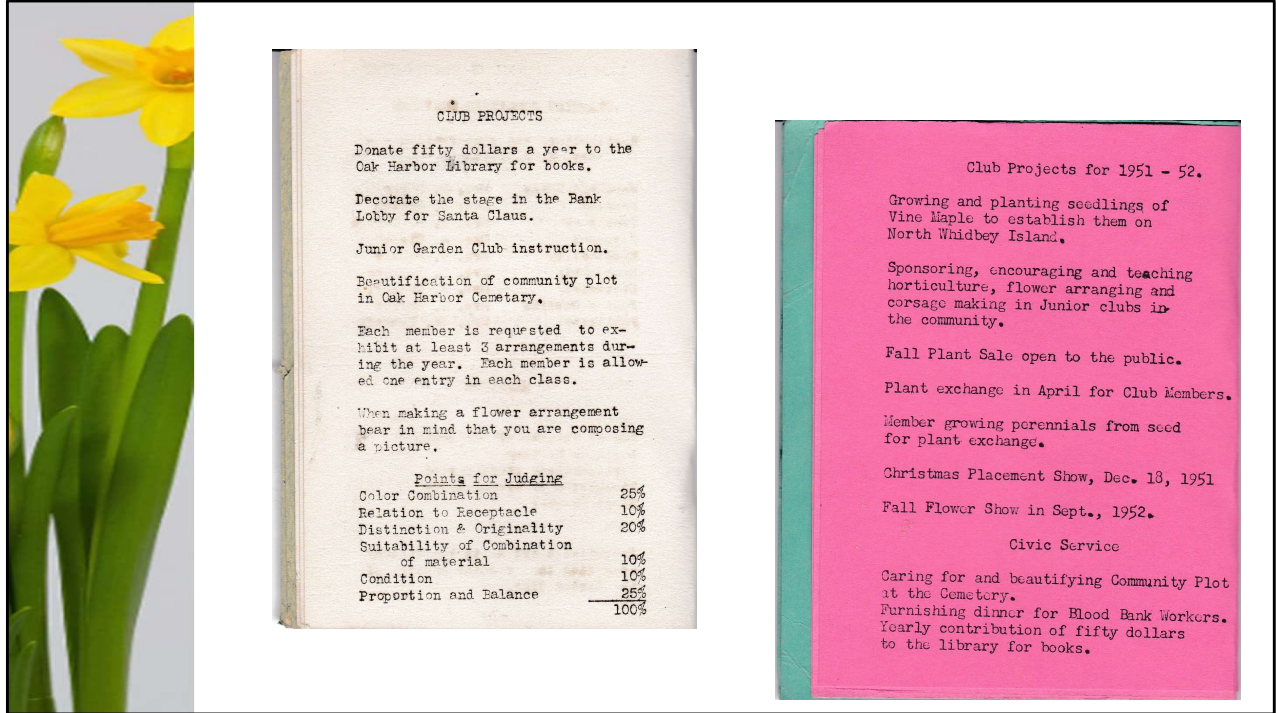 CLUB PROJECTS
Donate fifty dollars a year to the
Oak Harbor Library for books.
Decorate the stage in the Bank
Lobby for Santa Claus.
Junior Garden Club instruction.
Beautification of community plot
in Oak Harbor Cemetary.
Each member is requested to ex-
hibit at least 3 arrangements dur-
ing the year. Each member is allow-
ed one entry in each class.
When making a flower arrangement
bear in mind that you are composing
a picture.
Points for Judging
Color Combination 25%
Relation to Receptacle 10%
Distinction & Originality 20%
Suitability of Combination
of material 10%
Condition 10%
Proportion and Balance 25%
100%
Club Projects for 1951 - 52.
Growing and planting seedlings of
Vine Maple to establish them on
North Whidbey Island.
Sponsoring, encouraging and teaching
horticulture, flower arranging and
corsage making in Junior clubs in
the community.
Fall Plant Sale open to the public.
Plant exchange in April for Club Members.
Member growing perennials from seed
for plant exchange.
Christmas Placement Show, Dec. 18, 1951
Fall Flower Show in Sept., 1952.
Civic Service
Caring for and beautifying Community Plot
at the Cemetery.
Furnishing dinner for Blood Bank Workers.
Yearly contribution of fifty dollars
to the library for books.